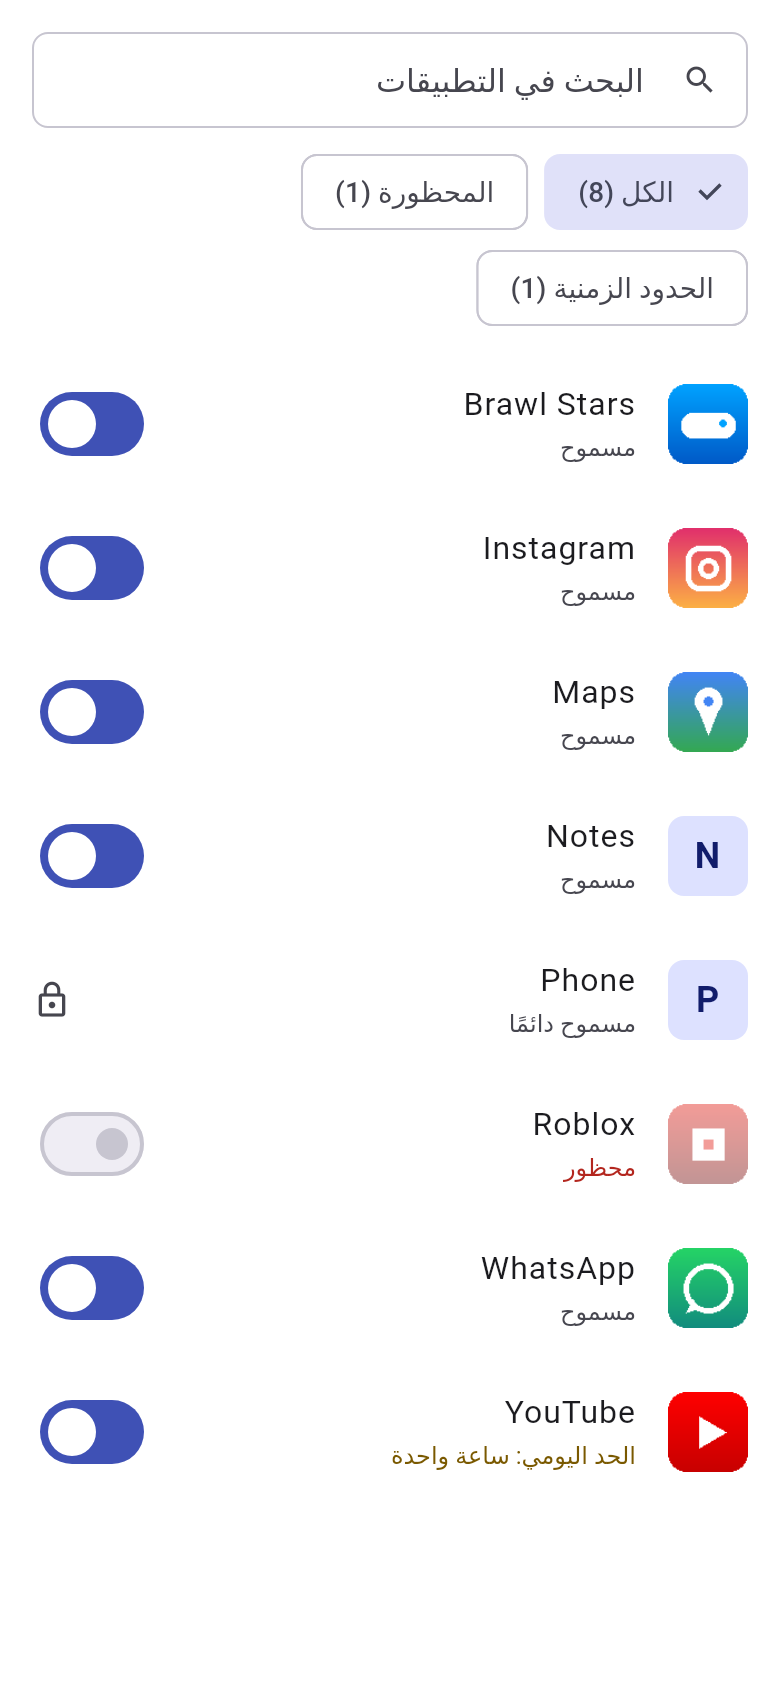 البحث في التطبيقات
الكل (8)
المحظورة (1)
الحدود الزمنية (1)
Brawl Stars
مسموح
Instagram
مسموح
Maps
مسموح
N
Notes
مسموح
P
Phone
مسموح دائمًا
Roblox
محظور
WhatsApp
مسموح
YouTube
الحد اليومي: ساعة واحدة